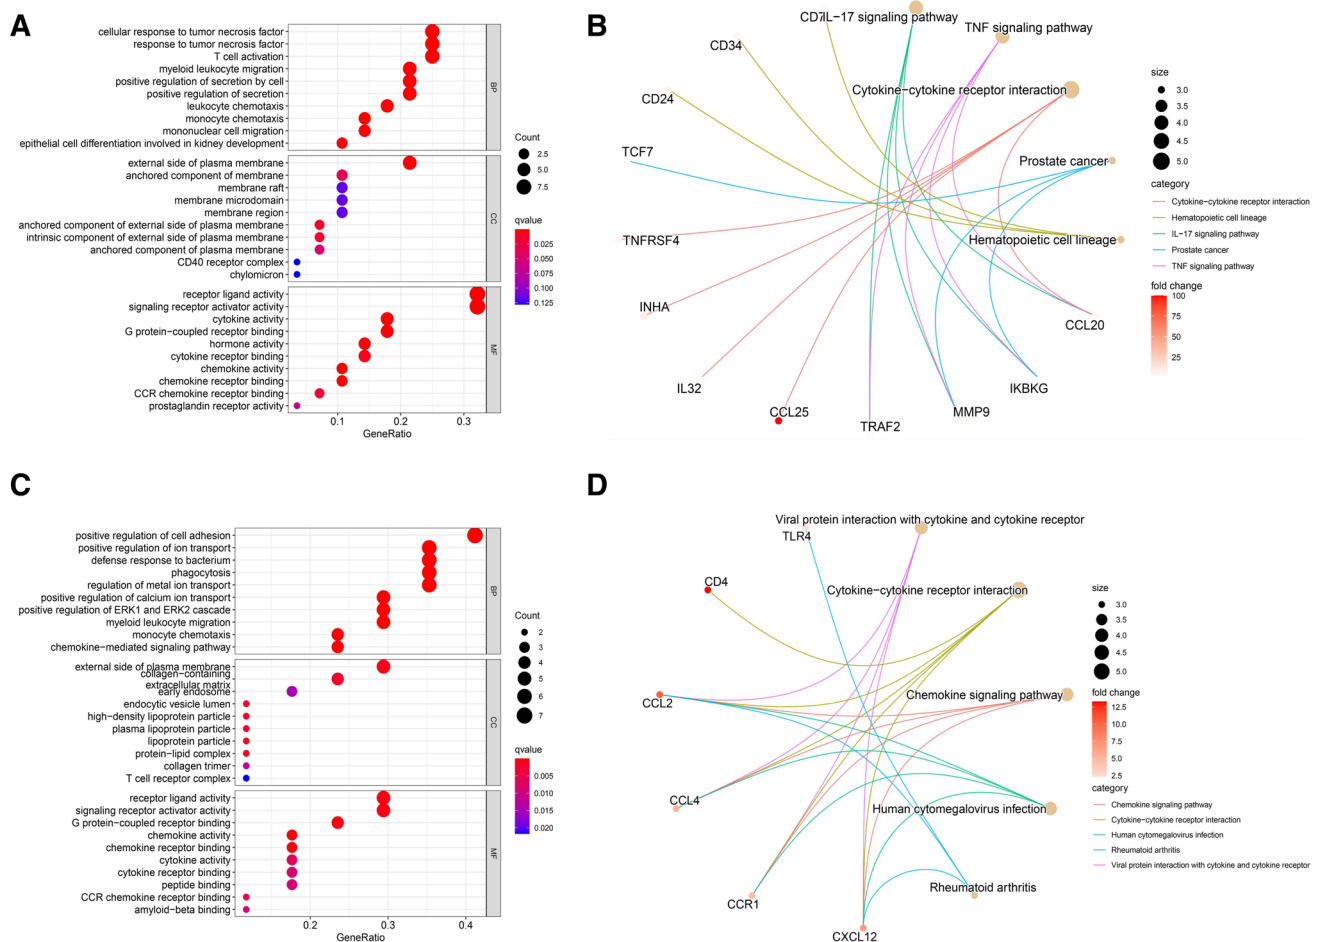 A
cellular response to tumor necrosis factor
response to tumor necrosis factor
T cell activation
myeloid leukocyte migration
positive regulation of secretion by cell
positive regulation of secretion
leukocyte chemotaxis
monocyte chemotaxis
mononuclear cell migration
epithelial cell differentiation involved in kidney development
BP
external side of plasma membrane
anchored component of membrane
membrane raft
membrane microdomain
membrane region
anchored component of external side of plasma membrane
intrinsic component of external side of plasma membrane
anchored component of plasma membrane
CD40 receptor complex
chylomicron
CC
receptor ligand activity
signaling receptor activator activity
cytokine activity
G protein−coupled receptor binding
hormone activity
cytokine receptor binding
chemokine activity
chemokine receptor binding
CCR chemokine receptor binding
prostaglandin receptor activity
MF
0.1 0.2 0.3
GeneRatio
Count
2.5
5.0
7.5
qvalue
0.025
0.050
0.075
0.100
0.125
B
CD7
IL−17 signaling pathway
TNF signaling pathway
CD34
Cytokine−cytokine receptor interaction
CD24
TCF7
Prostate cancer
TNFRSF4
Hematopoietic cell lineage
INHA
CCL20
IL32
IKBKG
CCL25
MMP9
TRAF2
size
3.0
3.5
4.0
4.5
5.0
category
Cytokine−cytokine receptor interaction
Hematopoietic cell lineage
IL−17 signaling pathway
Prostate cancer
TNF signaling pathway
fold change
100
75
50
25
C
positive regulation of cell adhesion
positive regulation of ion transport
defense response to bacterium
phagocytosis
regulation of metal ion transport
positive regulation of calcium ion transport
positive regulation of ERK1 and ERK2 cascade
myeloid leukocyte migration
monocyte chemotaxis
chemokine−mediated signaling pathway
BP
external side of plasma membrane
collagen−containing
extracellular matrix
early endosome
endocytic vesicle lumen
high−density lipoprotein particle
plasma lipoprotein particle
lipoprotein particle
protein−lipid complex
collagen trimer
T cell receptor complex
CC
receptor ligand activity
signaling receptor activator activity
G protein−coupled receptor binding
chemokine activity
chemokine receptor binding
cytokine activity
cytokine receptor binding
peptide binding
CCR chemokine receptor binding
amyloid−beta binding
MF
0.2 0.3 0.4
GeneRatio
Count
2
3
4
5
6
7
qvalue
0.005
0.010
0.015
0.020
D
Viral protein interaction with cytokine and cytokine receptor
TLR4
CD4
Cytokine−cytokine receptor interaction
CCL2
Chemokine signaling pathway
CCL4
Human cytomegalovirus infection
CCR1
Rheumatoid arthritis
CXCL12
size
3.0
3.5
4.0
4.5
5.0
fold change
12.5
10.0
7.5
5.0
2.5
category
Chemokine signaling pathway
Cytokine−cytokine receptor interaction
Human cytomegalovirus infection
Rheumatoid arthritis
Viral protein interaction with cytokine and cytokine receptor